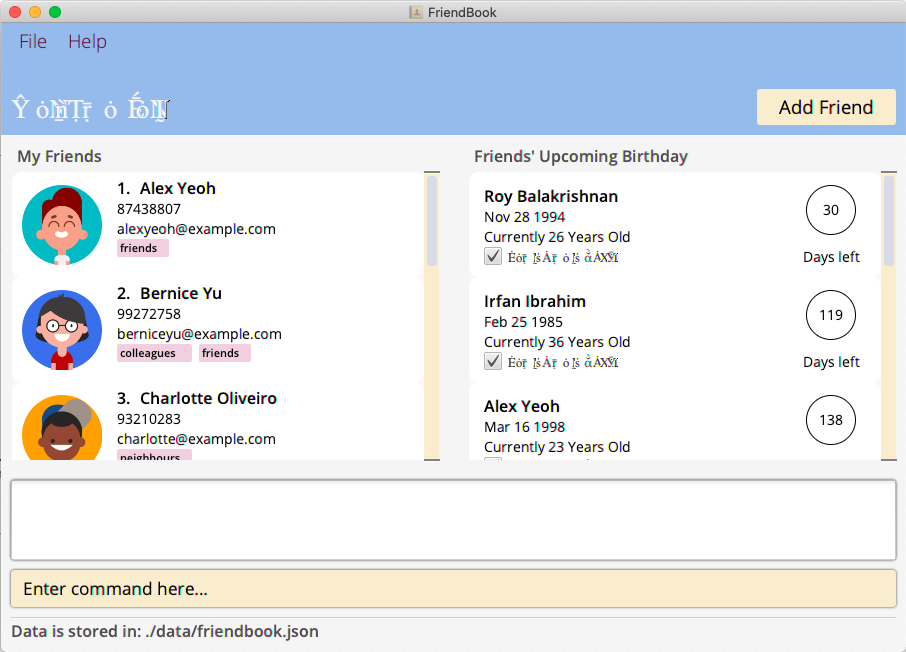 FriendBook
File Help
Add Friend
My Friends
1. Alex Yeoh
87438807
alexyeoh@example.com
friends
2. Bernice Yu
99272758
berniceyu@example.com
colleagues friends
3. Charlotte Oliveiro
93210283
charlotte@example.com
neighbours
Friends' Upcoming Birthday
Roy Balakrishnan
Nov 28 1994
Currently 26 Years Old
30
Days left
Irfan Ibrahim
Feb 25 1985
Currently 36 Years Old
119
Days left
Alex Yeoh
Mar 16 1998
Currently 23 Years Old
138
Enter command here...
Data is stored in: ./data/friendbook.json